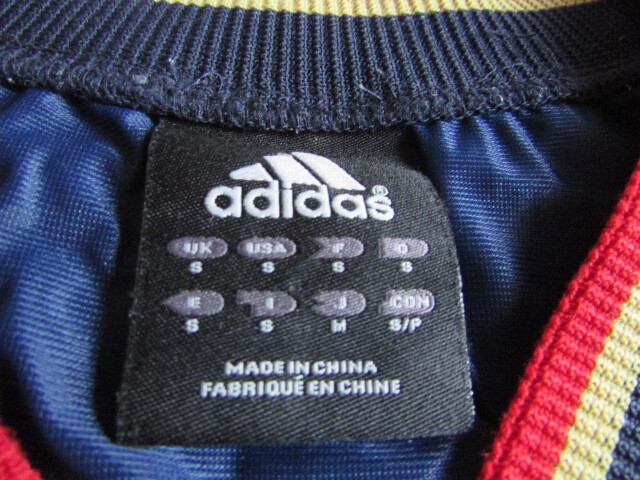 adidas®
UK USA F D
S S S S
E I J CDN
S S M S/P
MADE IN CHINA
FABRIQUÉ EN CHINE